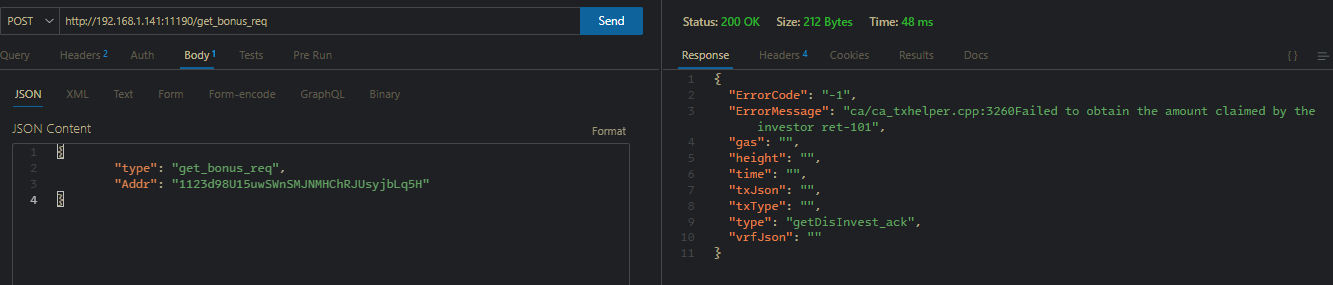 POST http://192.168.1.141:11190/get_bonus_req Send
Query Headers 2 Auth Body 1 Tests Pre Run
JSON XML Text Form Form-encode GraphQL Binary
JSON Content Format
1 {
2 "type": "get_bonus_req",
3 "Addr": "1123d98U15uwSWnSMJNMHChRJUsyjbLq5H"
4 }
Status: 200 OK Size: 212 Bytes Time: 48 ms
Response Headers 4 Cookies Results Docs { }
1 {
2 "ErrorCode": "-1",
3 "ErrorMessage": "ca/ca_txhelper.cpp:3260Failed to obtain the amount claimed by the
investor ret-101",
4 "gas": "",
5 "height": "",
6 "time": "",
7 "txJson": "",
8 "txType": "",
9 "type": "getDisInvest_ack",
10 "vrfJson": ""
11 }